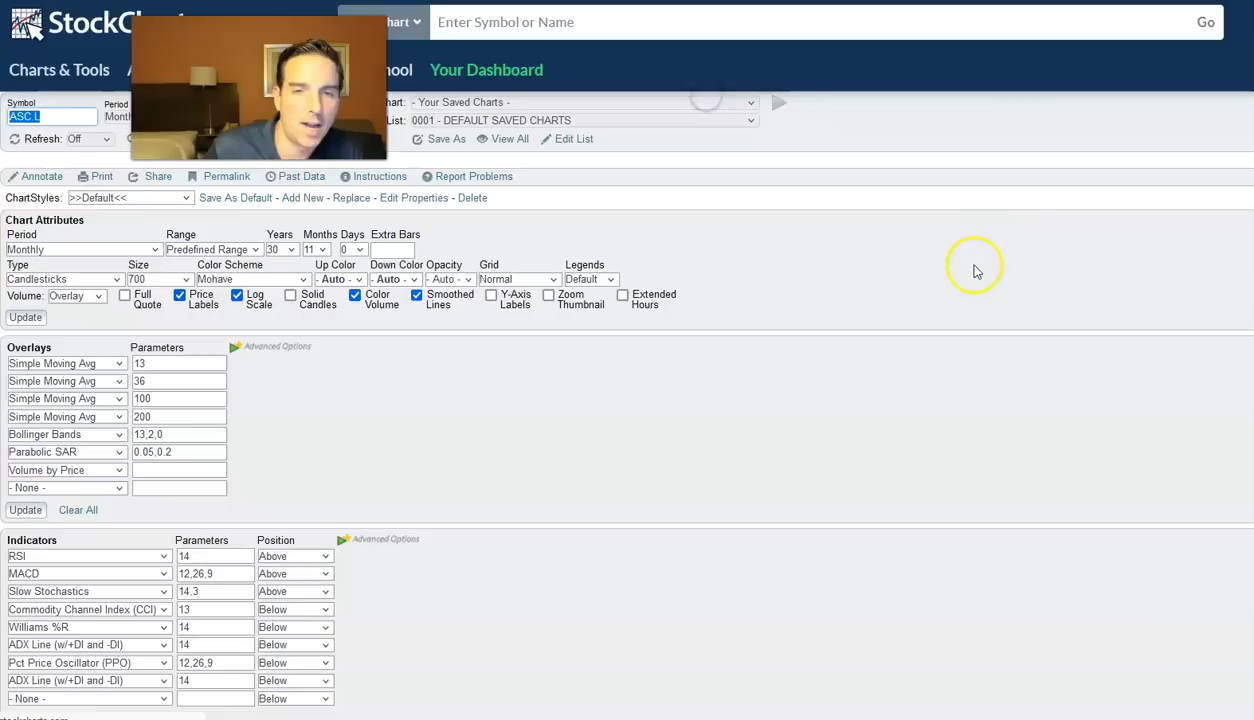 StockCh
hart
Enter Symbol or Name
Go
Charts & Tools
A
hool
Your Dashboard
Symbol
Period
hart:
- Your Saved Charts -
ASC.L
Month
List:
0001 - DEFAULT SAVED CHARTS
Refresh: Off
Save As
View All
Edit List
Annotate
Print
Share
Permalink
Past Data
Instructions
Report Problems
ChartStyles: >>Default<<
Save As Default - Add New - Replace - Edit Properties - Delete
Chart Attributes
Period Range Years Months Days Extra Bars
Monthly Predefined Range 30 11 0
Type Size Color Scheme Up Color Down Color Opacity Grid Legends
Candlesticks 700 Mohave - Auto - - Auto - - Auto - Normal Default
Volume: Overlay
Full Quote
Price Labels
Log Scale
Solid Candles
Color Volume
Smoothed Lines
Y-Axis Labels
Zoom Thumbnail
Extended Hours
Update
Overlays Parameters Advanced Options
Simple Moving Avg 13
Simple Moving Avg 36
Simple Moving Avg 100
Simple Moving Avg 200
Bollinger Bands 13,2,0
Parabolic SAR 0.05,0.2
Volume by Price
- None -
Update Clear All
Indicators Parameters Position Advanced Options
RSI 14 Above
MACD 12,26,9 Above
Slow Stochastics 14,3 Above
Commodity Channel Index (CCI) 13 Below
Williams %R 14 Below
ADX Line (w/+DI and -DI) 14 Below
Pct Price Oscillator (PPO) 12,26,9 Below
ADX Line (w/+DI and -DI) 14 Below
- None - Below